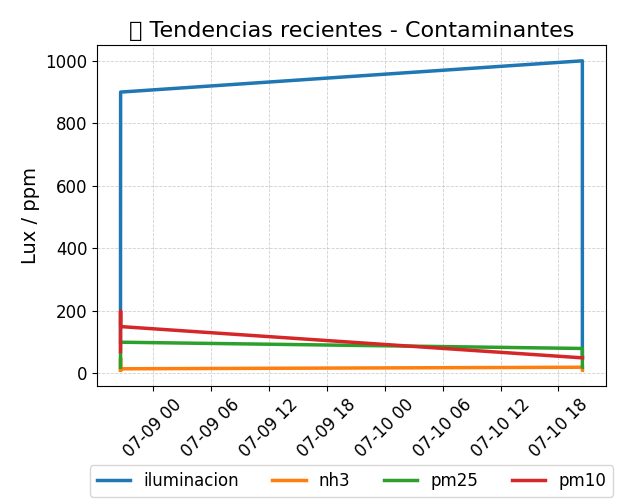 Tendencias recientes - Contaminantes
Lux / ppm
1000
800
600
400
200
0
07-09 00
07-09 06
07-09 12
07-09 18
07-10 00
07-10 06
07-10 12
07-10 18
iluminacion
nh3
pm25
pm10